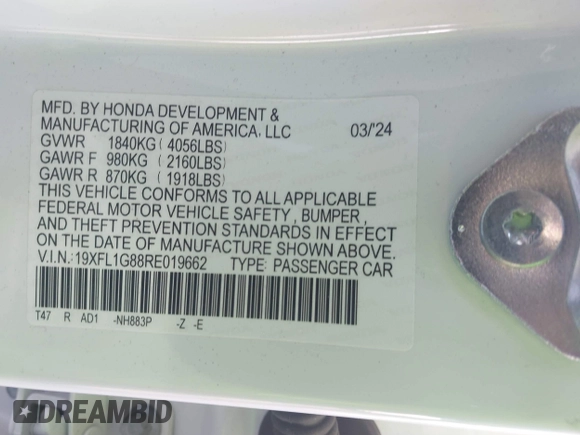 MFD. BY HONDA DEVELOPMENT &
MANUFACTURING OF AMERICA, LLC 03/'24
GVWR 1840KG ( 4056LBS)
GAWR F 980KG ( 2160LBS)
GAWR R 870KG ( 1918LBS)
THIS VEHICLE CONFORMS TO ALL APPLICABLE
FEDERAL MOTOR VEHICLE SAFETY , BUMPER ,
AND THEFT PREVENTION STANDARDS IN EFFECT
ON THE DATE OF MANUFACTURE SHOWN ABOVE.
V.I.N.:19XFL1G88RE019662 TYPE: PASSENGER CAR
T47 R AD1 -NH883P -Z -E
DREAMBID